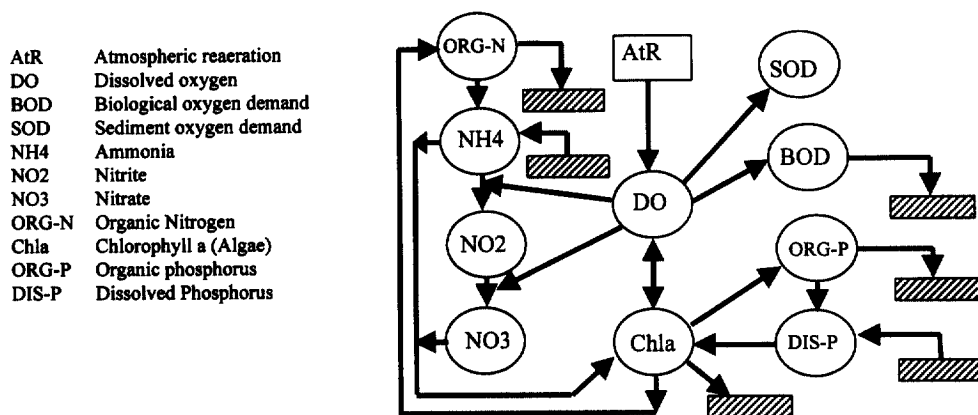 AtR Atmospheric reaeration
DO Dissolved oxygen
BOD Biological oxygen demand
SOD Sediment oxygen demand
NH4 Ammonia
NO2 Nitrite
NO3 Nitrate
ORG-N Organic Nitrogen
Chla Chlorophyll a (Algae)
ORG-P Organic phosphorus
DIS-P Dissolved Phosphorus
ORG-N
AtR
SOD
NH4
BOD
DO
NO2
ORG-P
NO3
Chla
DIS-P